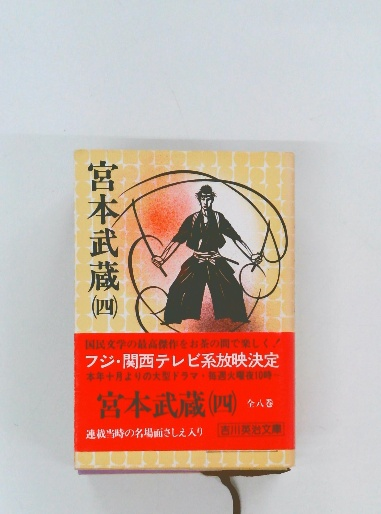 宮本武蔵(四)
国民文学の最高傑作をお茶の間で楽しく!
フジ・関西テレビ系放映決定
本年十月よりの大型ドラマ・毎週火曜夜10時-
宮本武蔵(四) 全八巻
連載当時の名場面さしえ入り
吉川英治文庫